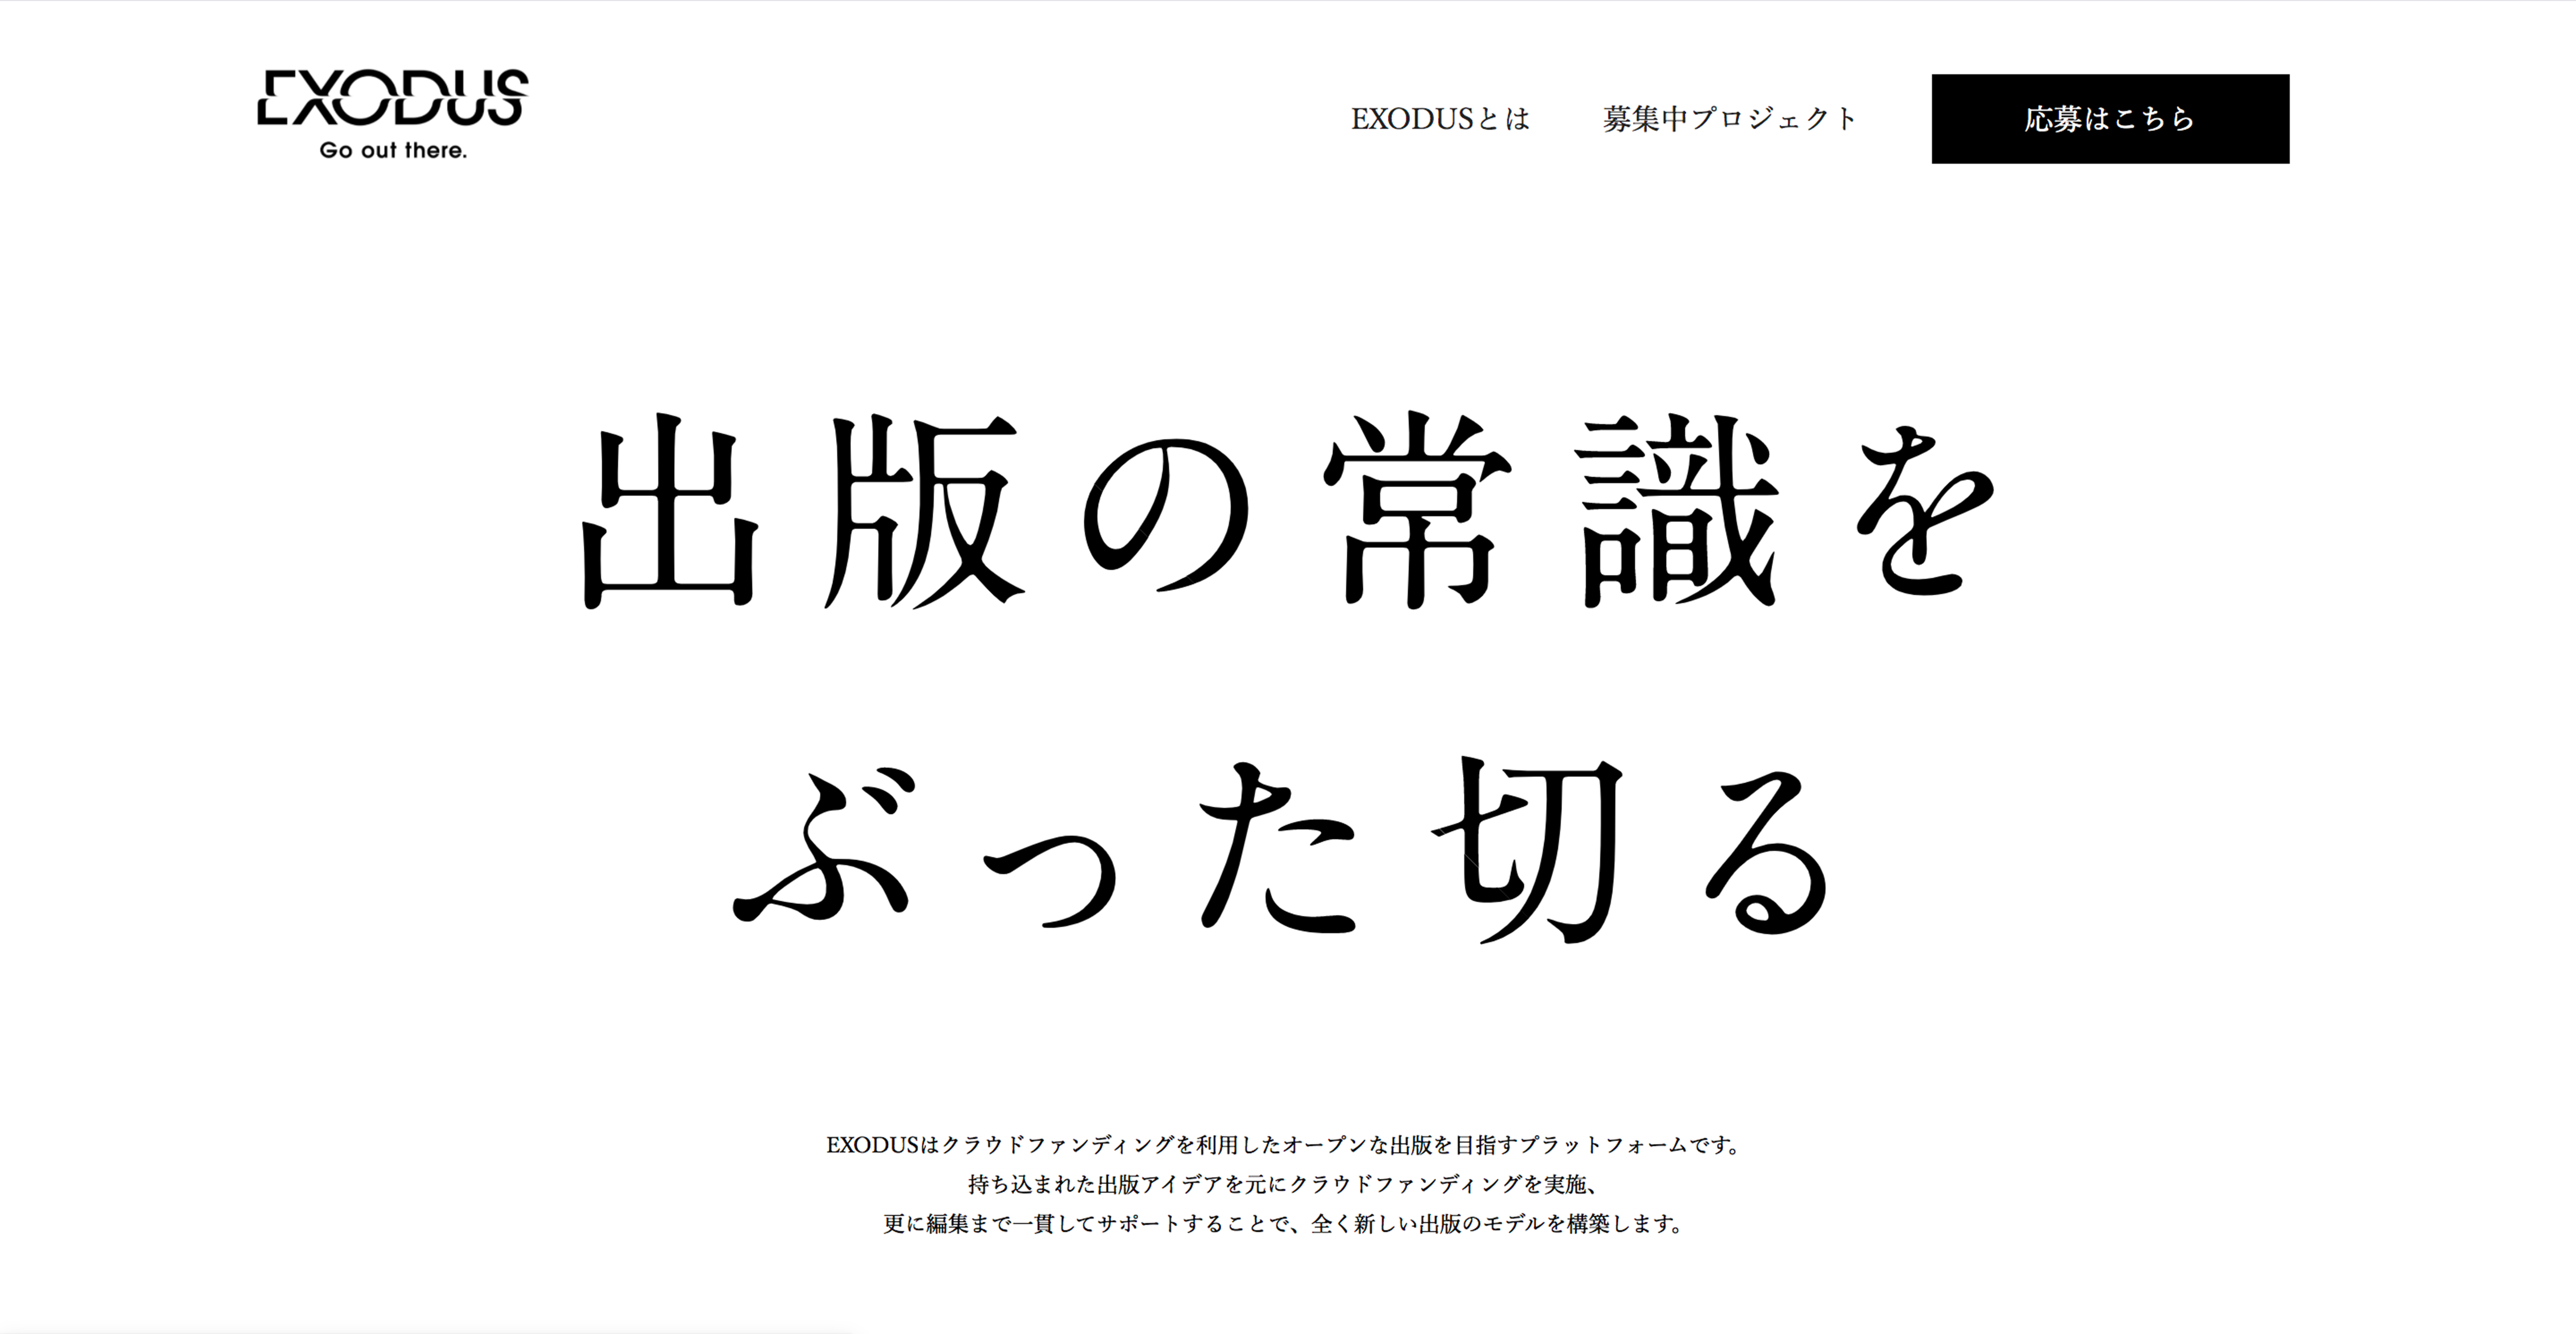 EXODUS
Go out there.
EXODUSとは
募集中プロジェクト
応募はこちら
出版の常識を
ぶった切る
EXODUSはクラウドファンディングを利用したオープンな出版を目指すプラットフォームです。
持ち込まれた出版アイデアを元にクラウドファンディングを実施、
更に編集まで一貫してサポートすることで、全く新しい出版のモデルを構築します。